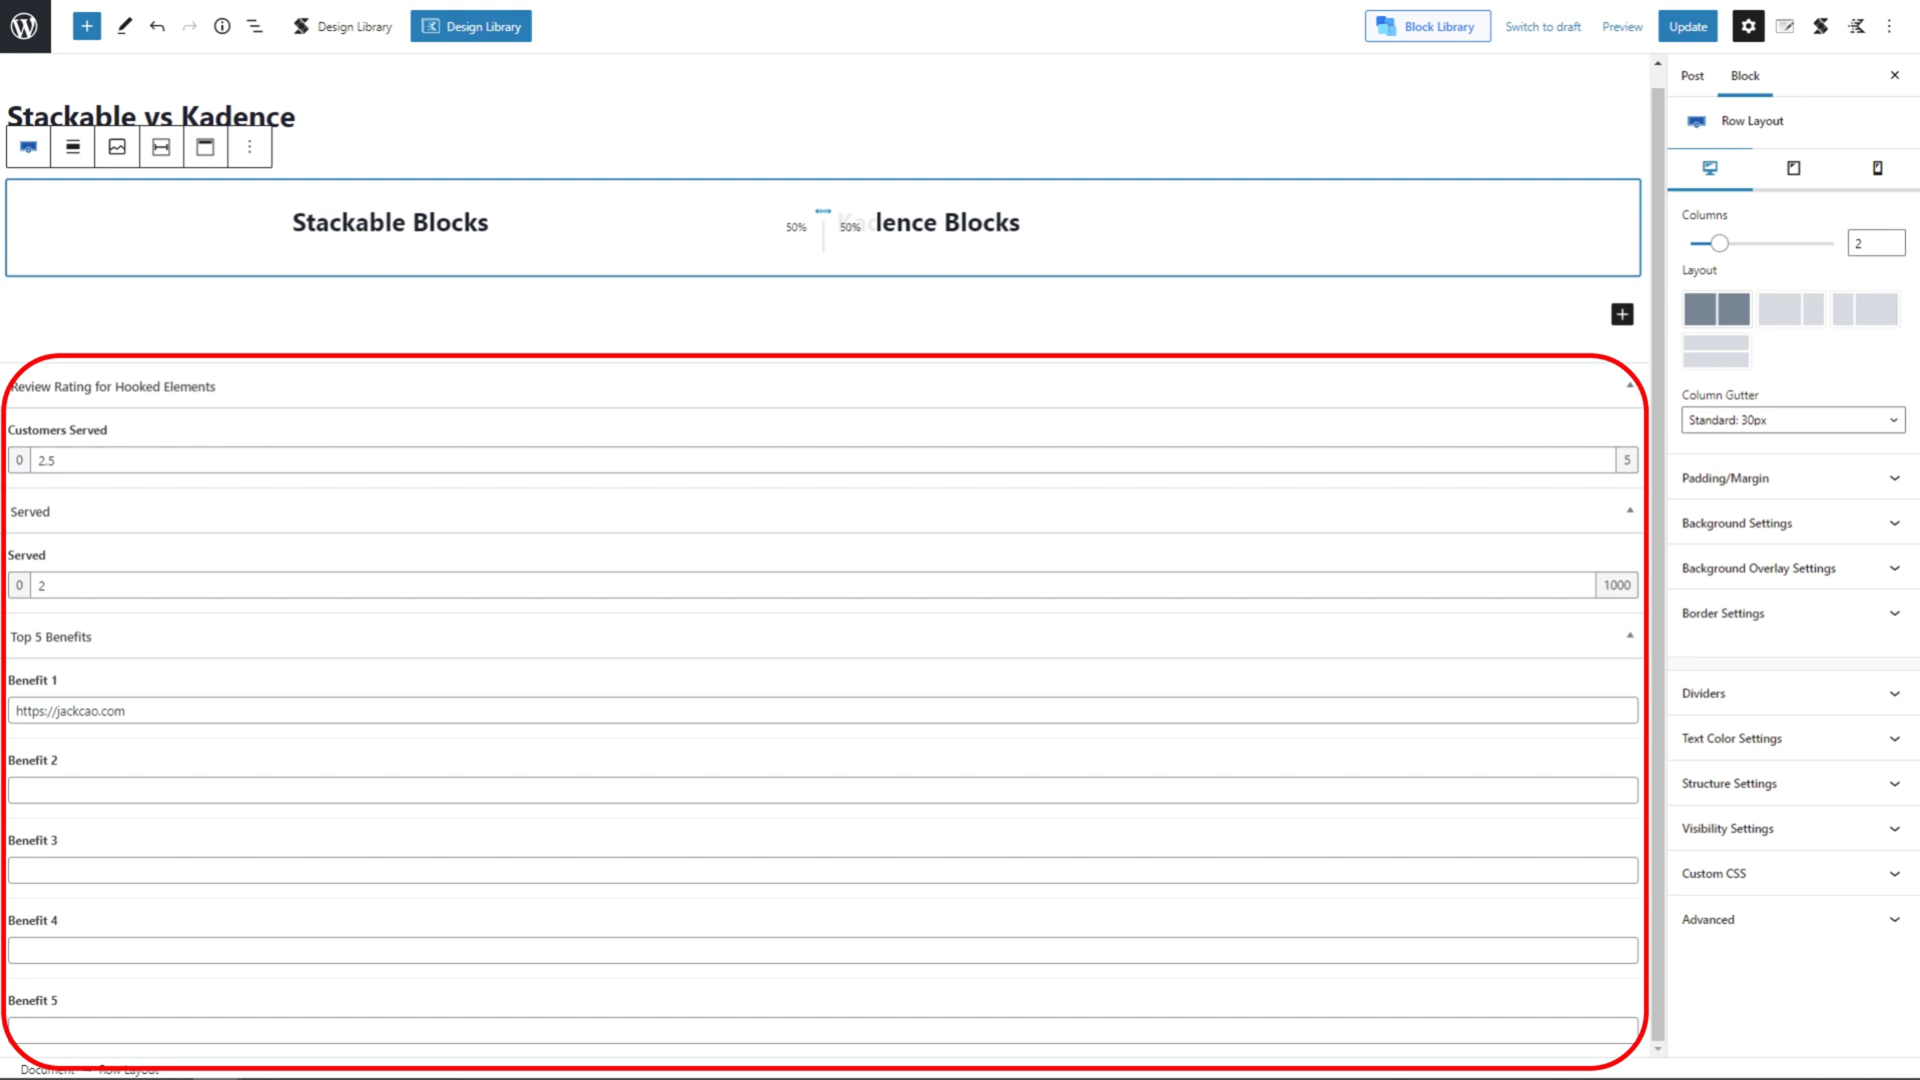 Design Library
Design Library
Block Library
Switch to draft
Preview
Update
Stackable vs Kadence
Stackable Blocks
50%
50%
Kadence Blocks
Review Rating for Hooked Elements
Customers Served
0 2.5 5
Served
Served
0 2 1000
Top 5 Benefits
Benefit 1
https://jackcao.com
Benefit 2
Benefit 3
Benefit 4
Benefit 5
Document → Row Layout
Post Block
Row Layout
Columns
2
Layout
Column Gutter
Standard: 30px
Padding/Margin
Background Settings
Background Overlay Settings
Border Settings
Dividers
Text Color Settings
Structure Settings
Visibility Settings
Custom CSS
Advanced